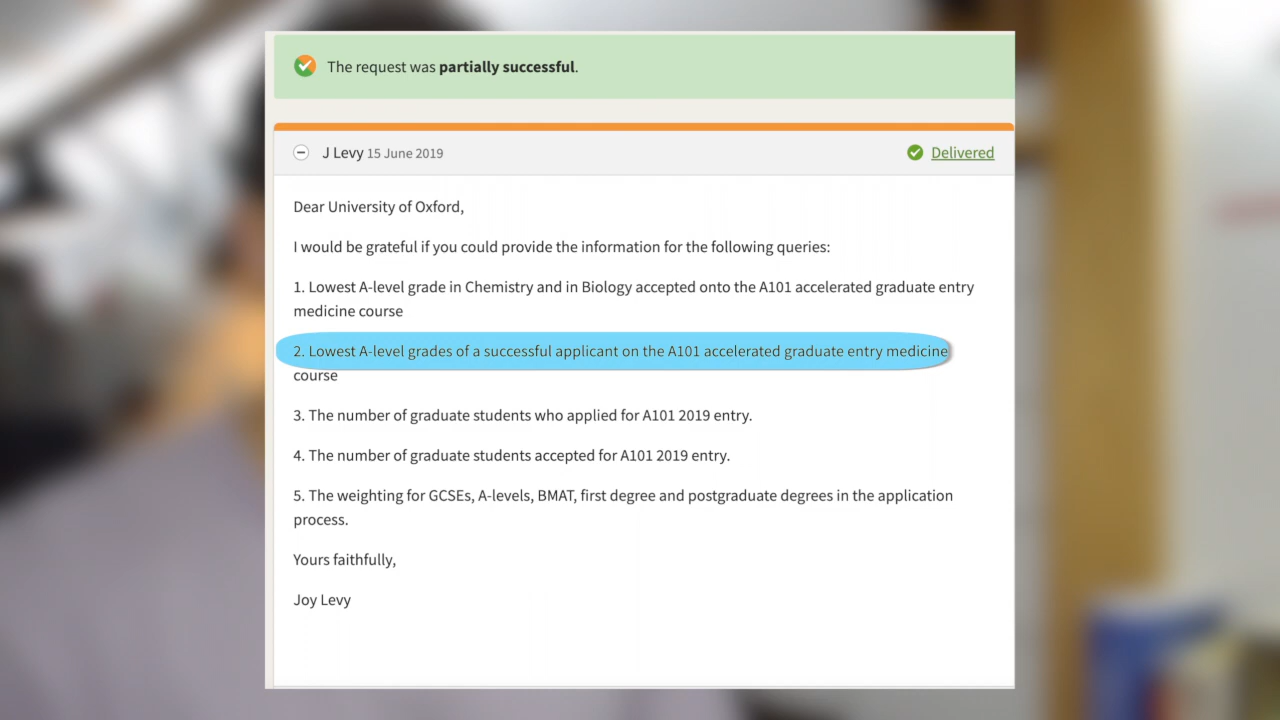 The request was partially successful.
J Levy 15 June 2019
Delivered
Dear University of Oxford,
I would be grateful if you could provide the information for the following queries:
1. Lowest A-level grade in Chemistry and in Biology accepted onto the A101 accelerated graduate entry
medicine course
2. Lowest A-level grades of a successful applicant on the A101 accelerated graduate entry medicine
course
3. The number of graduate students who applied for A101 2019 entry.
4. The number of graduate students accepted for A101 2019 entry.
5. The weighting for GCSEs, A-levels, BMAT, first degree and postgraduate degrees in the application
process.
Yours faithfully,
Joy Levy